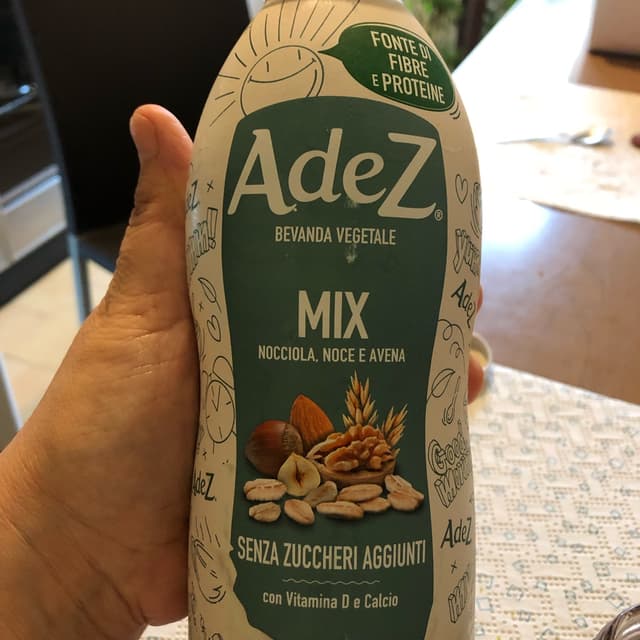 FONTE DI
FIBRE
E PROTEINE
AdeZ®
BEVANDA VEGETALE
MIX
NOCCIOLA, NOCE E AVENA
SENZA ZUCCHERI AGGIUNTI
con Vitamina D e Calcio
AdeZ
AdeZ
AdeZ